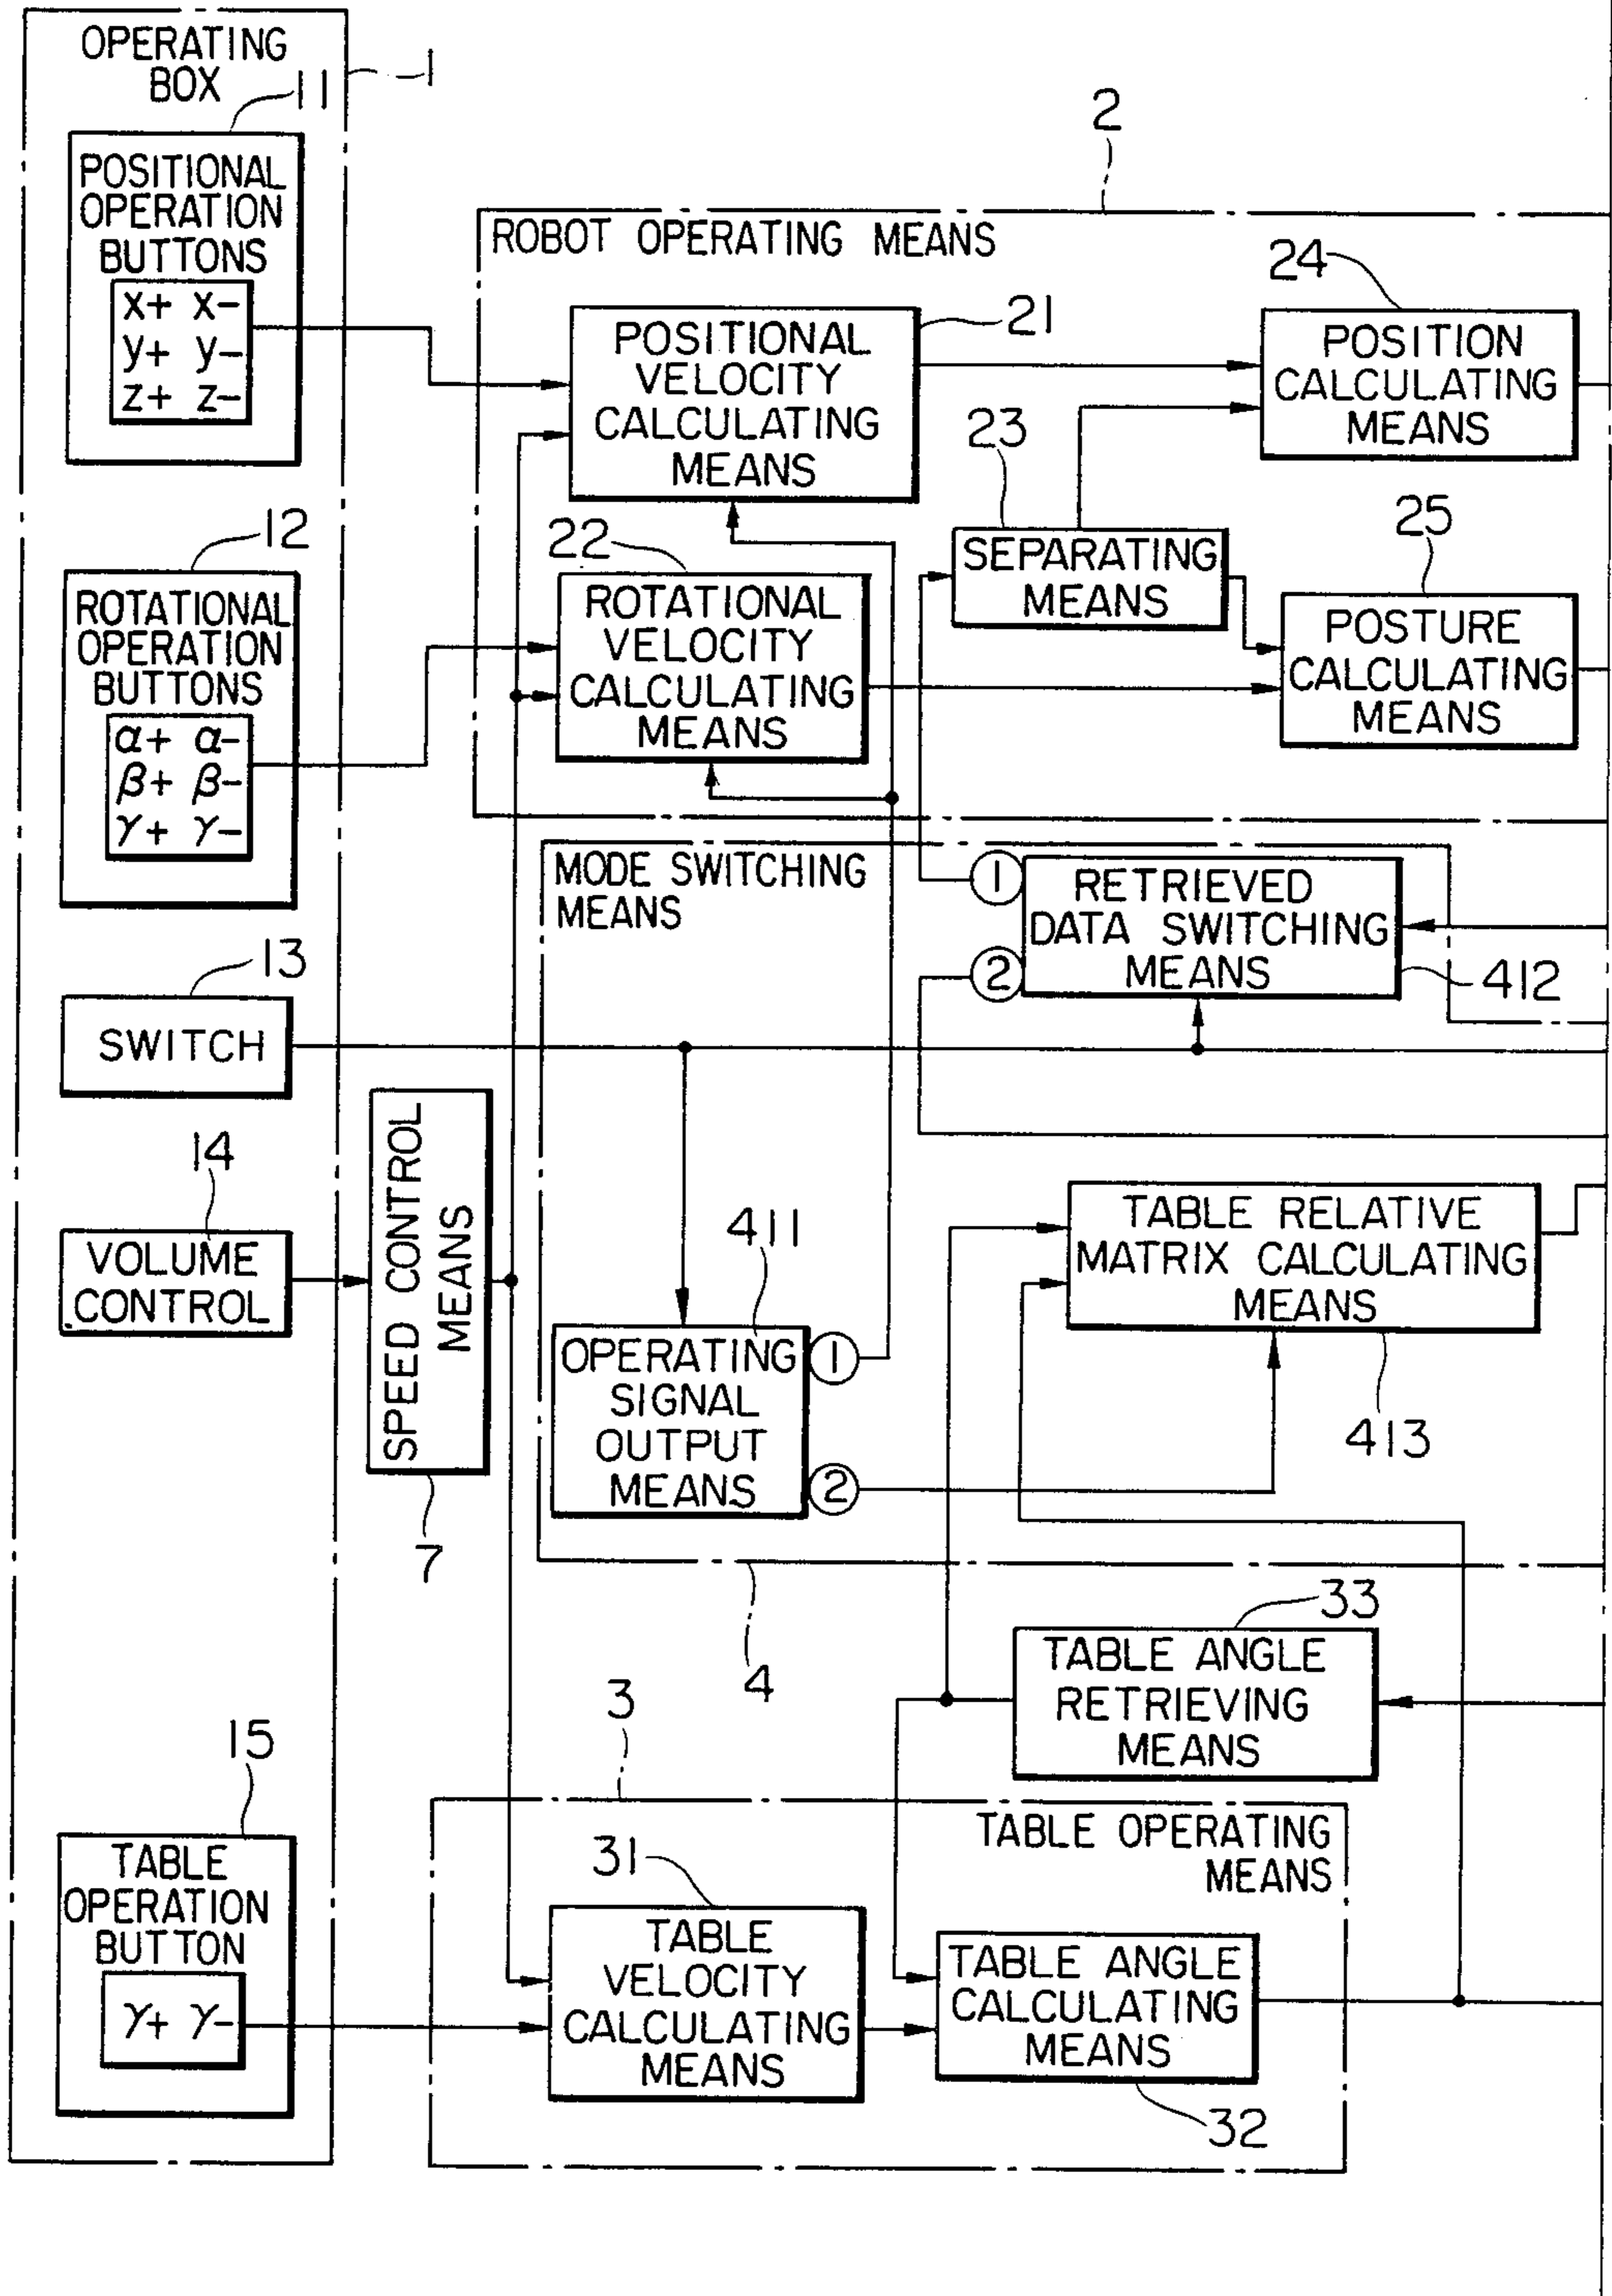 OPERATING
BOX
1
11
POSITIONAL
OPERATION
BUTTONS
x+ x-
y+ y-
z+ z-
12
ROTATIONAL
OPERATION
BUTTONS
α+ α-
β+ β-
γ+ γ-
13
SWITCH
14
VOLUME
CONTROL
15
TABLE
OPERATION
BUTTON
γ+ γ-
SPEED CONTROL
MEANS
7
2
ROBOT OPERATING MEANS
21
POSITIONAL
VELOCITY
CALCULATING
MEANS
24
POSITION
CALCULATING
MEANS
23
SEPARATING
MEANS
22
ROTATIONAL
VELOCITY
CALCULATING
MEANS
25
POSTURE
CALCULATING
MEANS
MODE SWITCHING
MEANS
①
②
RETRIEVED
DATA SWITCHING
MEANS
412
411
OPERATING
SIGNAL
OUTPUT
MEANS
①
②
TABLE RELATIVE
MATRIX CALCULATING
MEANS
413
4
33
TABLE ANGLE
RETRIEVING
MEANS
3
TABLE OPERATING
MEANS
31
TABLE
VELOCITY
CALCULATING
MEANS
TABLE ANGLE
CALCULATING
MEANS
32